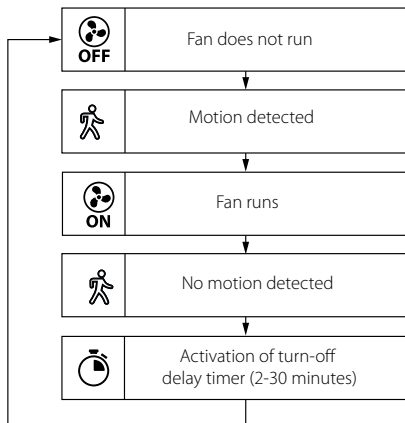 OFF
Fan does not run
Motion detected
ON
Fan runs
No motion detected
Activation of turn-off
delay timer (2-30 minutes)